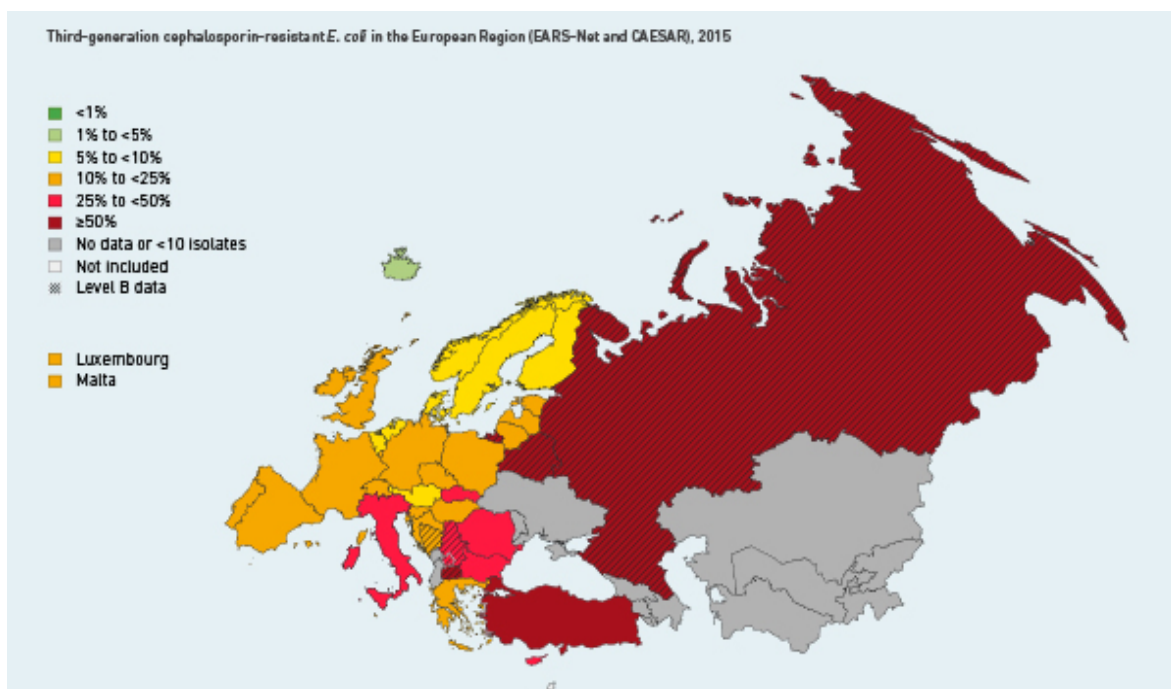 Third-generation cephalosporin-resistant E. coli in the European Region (EARS-Net and CAESAR), 2015
<1%
1% to <5%
5% to <10%
10% to <25%
25% to <50%
≥50%
No data or <10 isolates
Not included
Level B data
Luxembourg
Malta